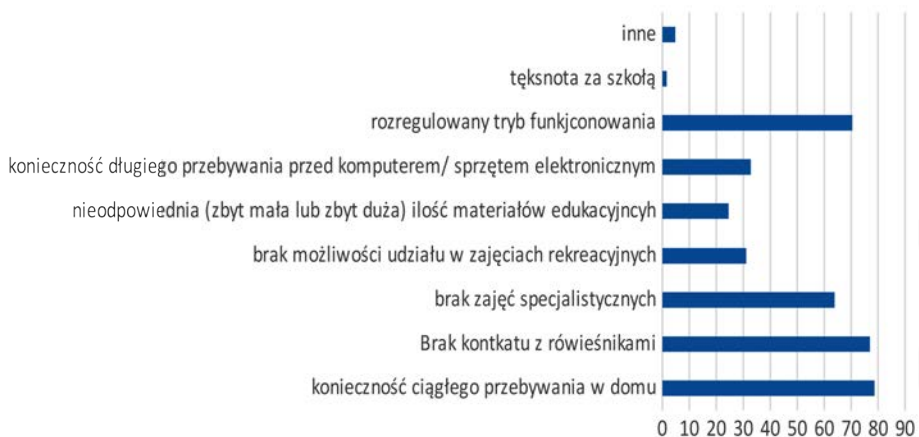 inne
tęsknota za szkołą
rozregulowany tryb funkjconowania
konieczność długiego przebywania przed komputerem/ sprzętem elektronicznym
nieodpowiednia (zbyt mała lub zbyt duża) ilość materiałów edukacyjncyh
brak możliwości udziału w zajęciach rekreacyjnych
brak zajęć specjalistycznych
Brak kontkatu z rówieśnikami
konieczność ciągłego przebywania w domu
0 10 20 30 40 50 60 70 80 90